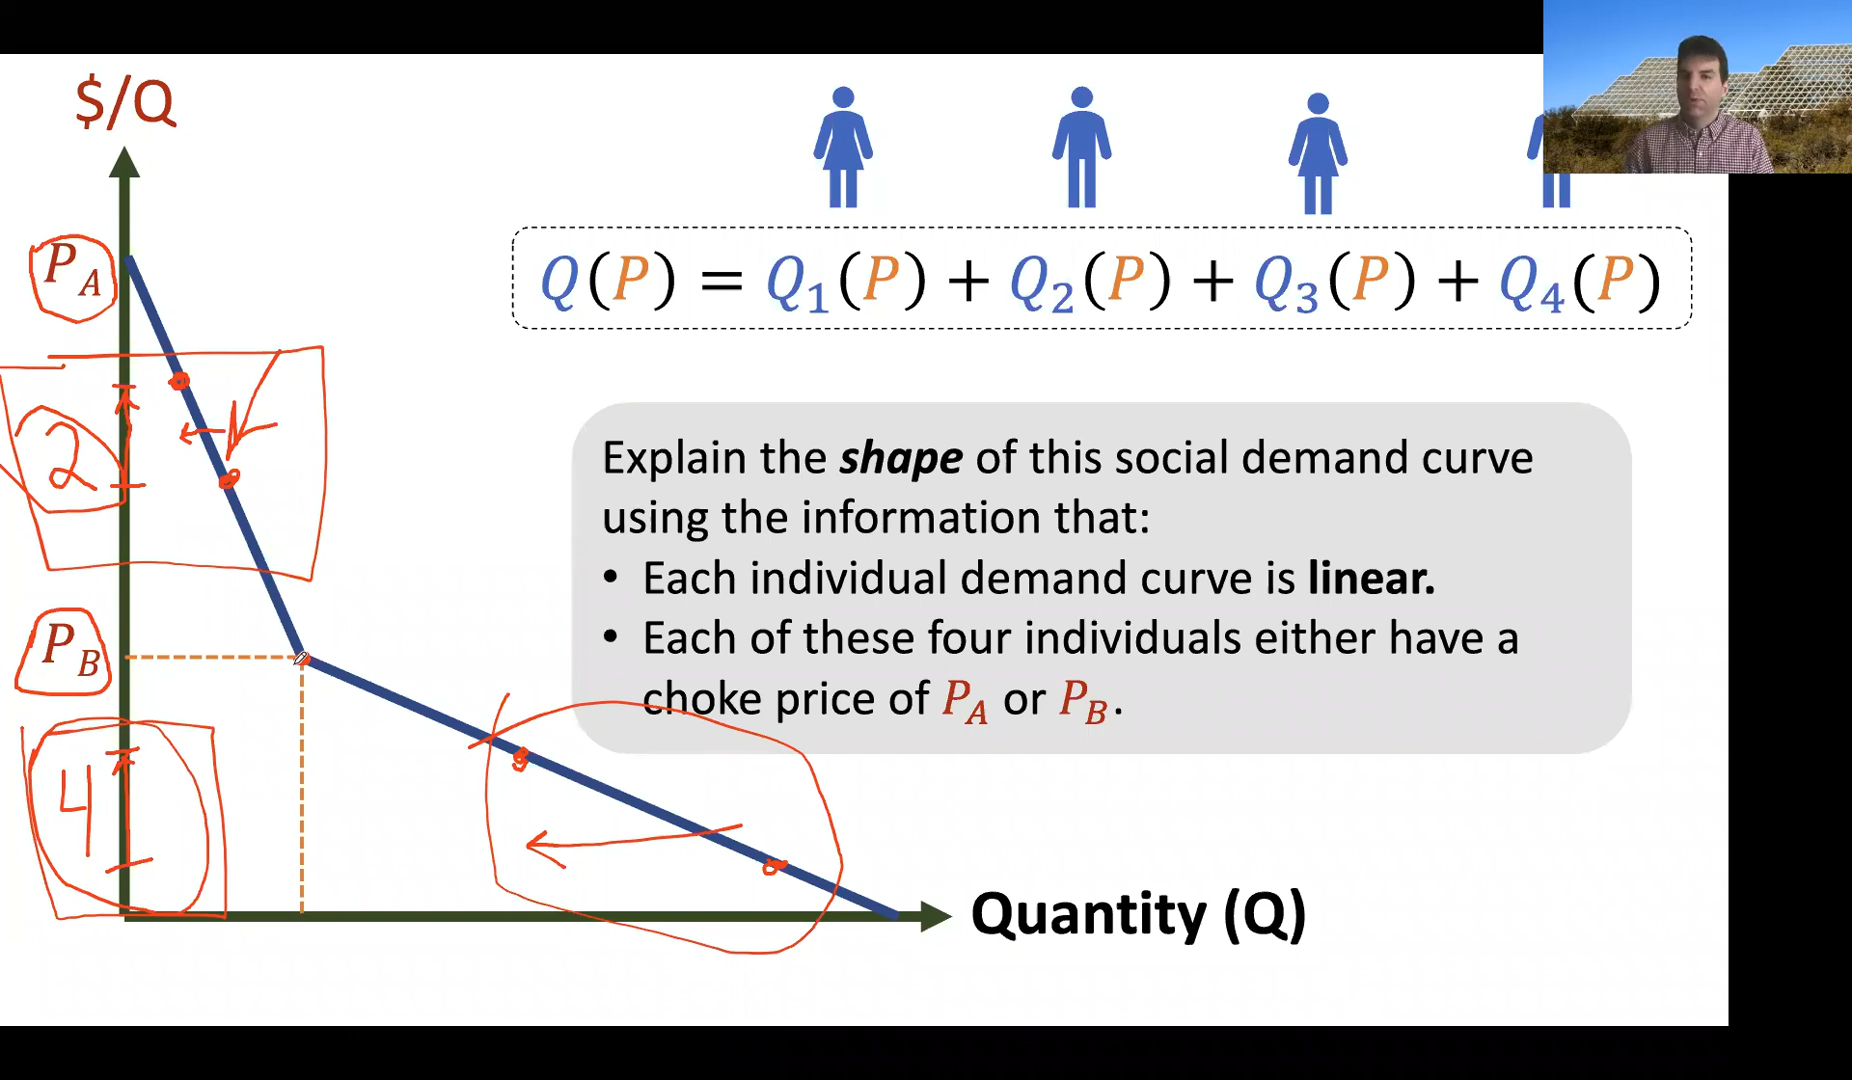 $/Q
P_A
Q(P) = Q_1(P) + Q_2(P) + Q_3(P) + Q_4(P)
2
Explain the shape of this social demand curve
using the information that:
• Each individual demand curve is linear.
• Each of these four individuals either have a
choke price of P_A or P_B.
P_B
4
Quantity (Q)